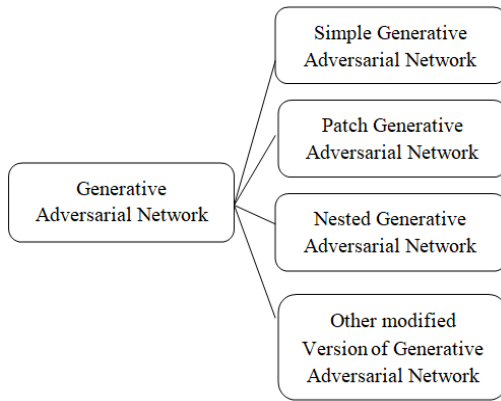 Simple Generative
Adversarial Network
Patch Generative
Adversarial Network
Generative
Adversarial Network
Nested Generative
Adversarial Network
Other modified
Version of Generative
Adversarial Network